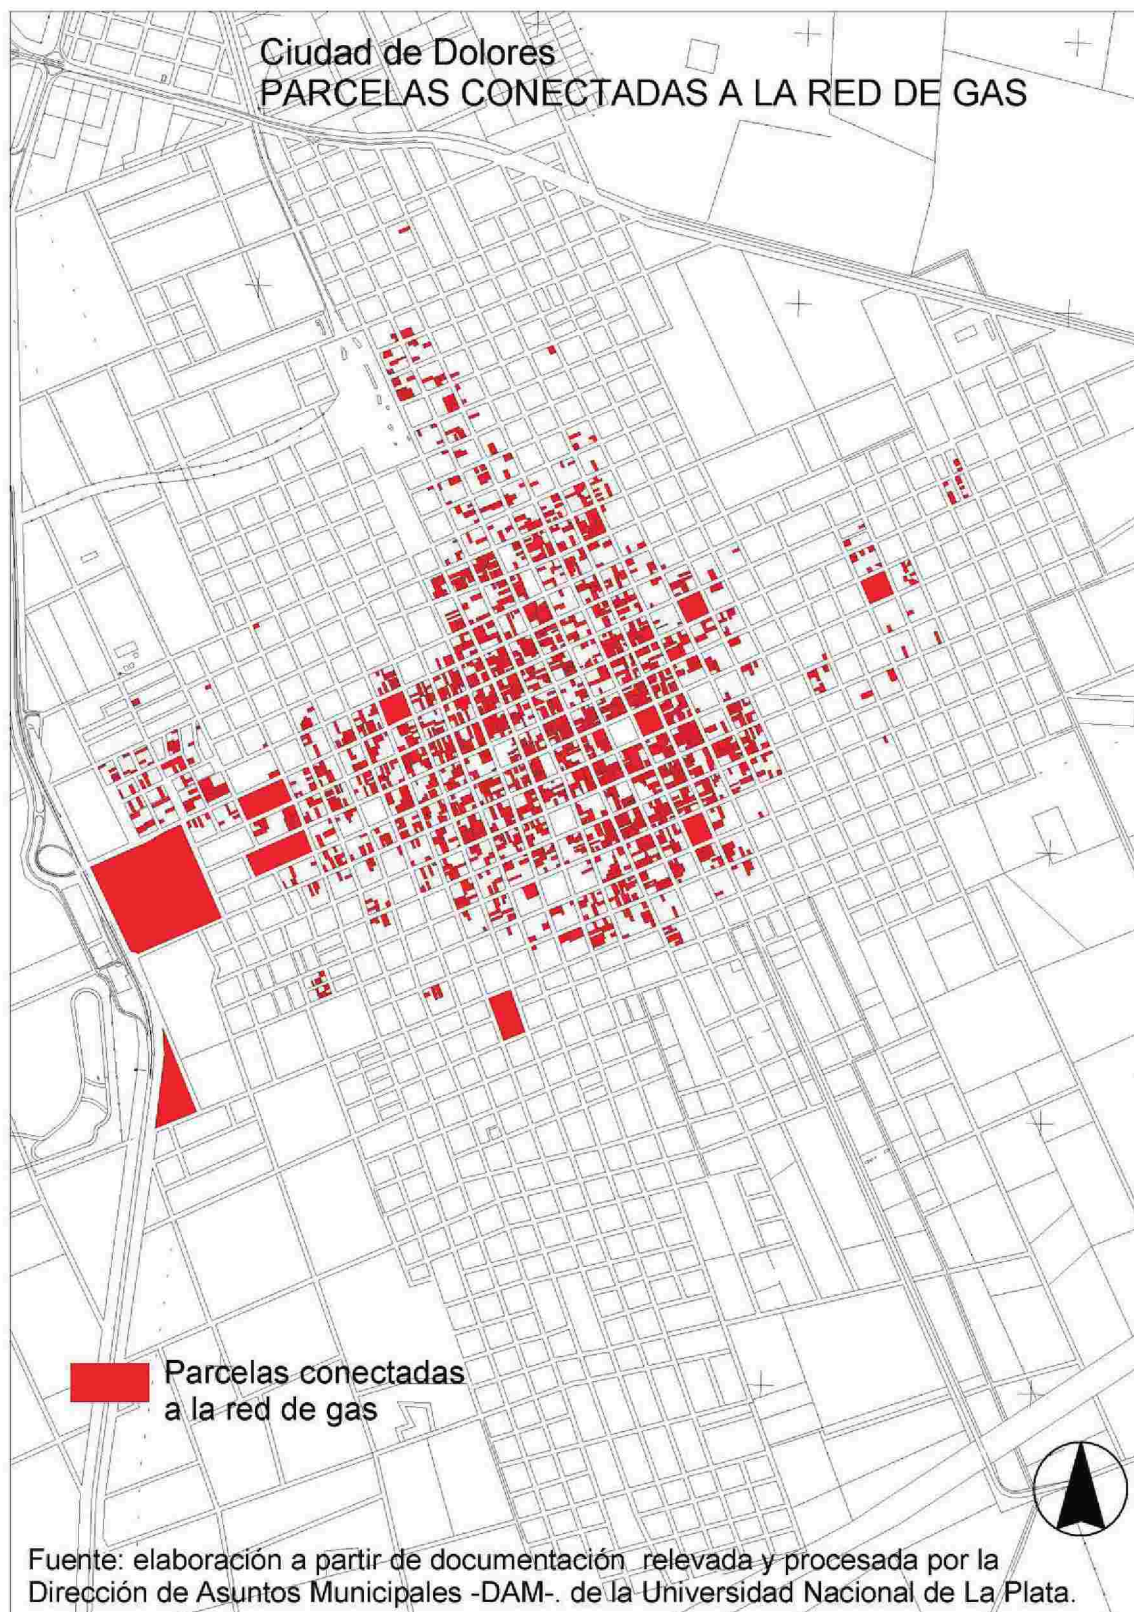 Ciudad de Dolores
PARCELAS CONECTADAS A LA RED DE GAS
Parcelas conectadas
a la red de gas
Fuente: elaboración a partir de documentación relevada y procesada por la
Dirección de Asuntos Municipales -DAM-. de la Universidad Nacional de La Plata.